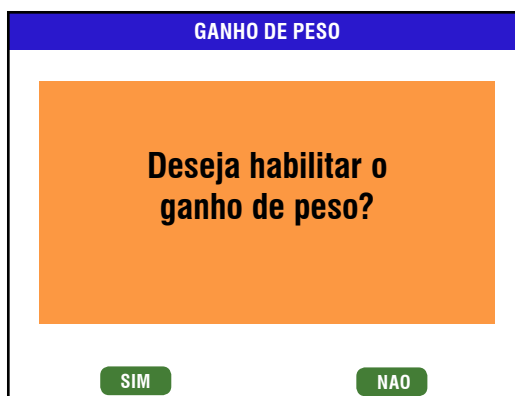 GANHO DE PESO
Deseja habilitar o
ganho de peso?
SIM
NAO